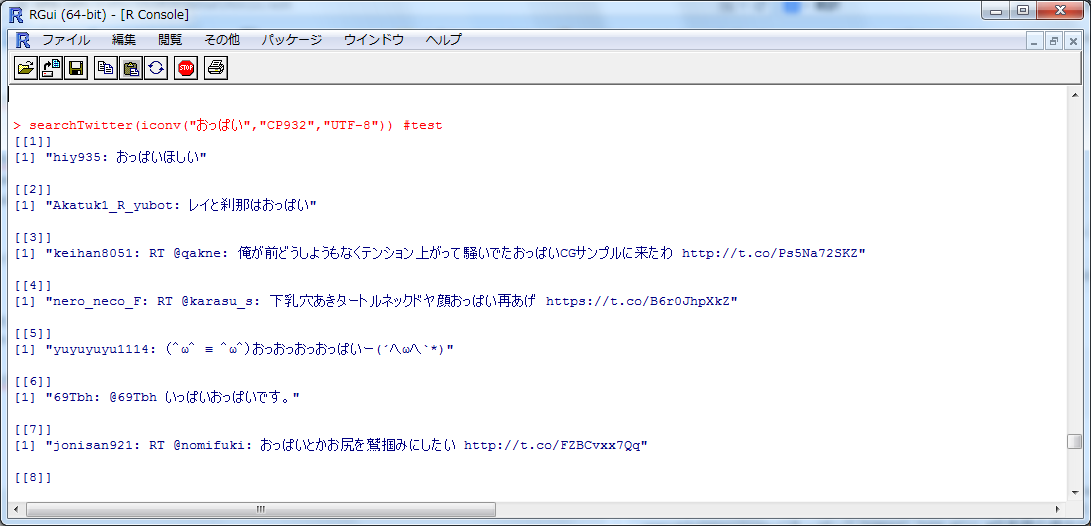 RGui (64-bit) - [R Console]
ファイル 編集 閲覧 その他 パッケージ ウインドウ ヘルプ
STOP
> searchTwitter(iconv("おっぱい","CP932","UTF-8")) #test
[[1]]
[1] "hiy935: おっぱいほしい"
[[2]]
[1] "Akatuk1_R_yubot: レイと刹那はおっぱい"
[[3]]
[1] "keihan8051: RT @qakne: 俺が前どうしようもなくテンション上がって騒いでたおっぱいCGサンプルに来たわ http://t.co/Ps5Na72SKZ"
[[4]]
[1] "nero_neco_F: RT @karasu_s: 下乳穴あきタートルネックドヤ顔おっぱい再あげ https://t.co/B6r0JhpXkZ"
[[5]]
[1] "yuyuyuyu1114: (^ω^ ≡ ^ω^)おっおっおっおっぱいー(´へωへ`*)"
[[6]]
[1] "69Tbh: @69Tbh いっぱいおっぱいです。"
[[7]]
[1] "jonisan921: RT @nomifuki: おっぱいとかお尻を鷲掴みにしたい http://t.co/FZBCvxx7Qq"
[[8]]